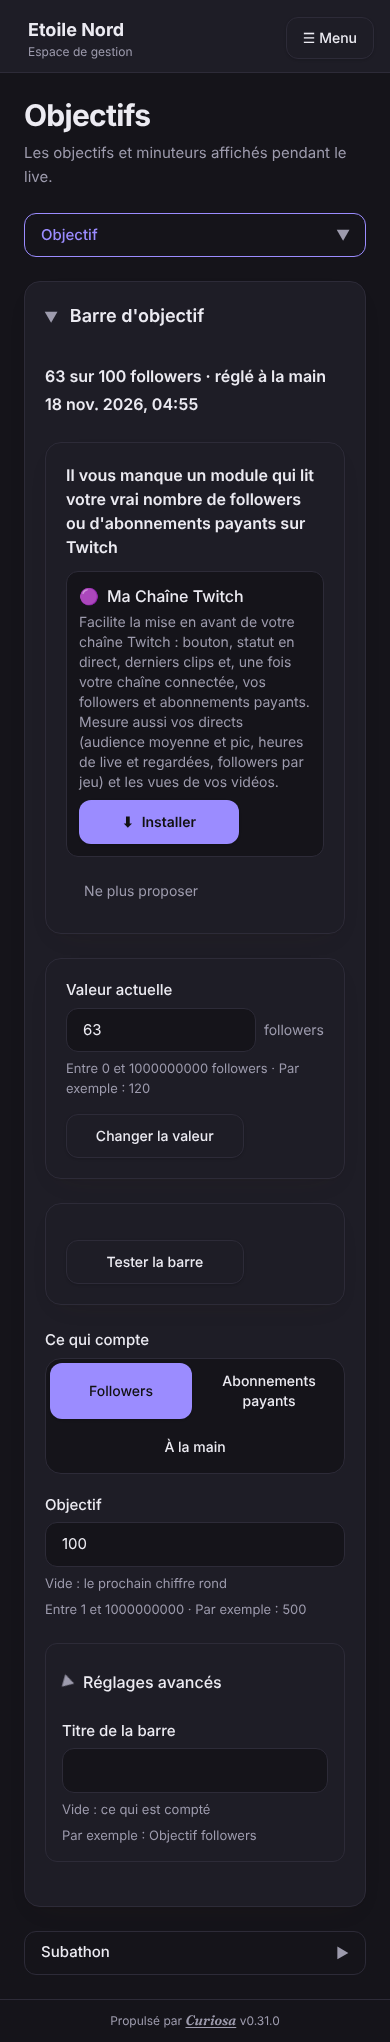 Etoile Nord
Espace de gestion
☰ Menu
Objectifs
Les objectifs et minuteurs affichés pendant le
live.
Objectif
Barre d'objectif
63 sur 100 followers · réglé à la main
18 nov. 2026, 04:55
Il vous manque un module qui lit
votre vrai nombre de followers
ou d'abonnements payants sur
Twitch
Ma Chaîne Twitch
Facilite la mise en avant de votre
chaîne Twitch : bouton, statut en
direct, derniers clips et, une fois
votre chaîne connectée, vos
followers et abonnements payants.
Mesure aussi vos directs
(audience moyenne et pic, heures
de live et regardées, followers par
jeu) et les vues de vos vidéos.
⬇ Installer
Ne plus proposer
Valeur actuelle
63 followers
Entre 0 et 1000000000 followers · Par
exemple : 120
Changer la valeur
Tester la barre
Ce qui compte
Followers
Abonnements
payants
À la main
Objectif
100
Vide : le prochain chiffre rond
Entre 1 et 1000000000 · Par exemple : 500
Réglages avancés
Titre de la barre
Vide : ce qui est compté
Par exemple : Objectif followers
Subathon
Propulsé par Curiosa v0.31.0